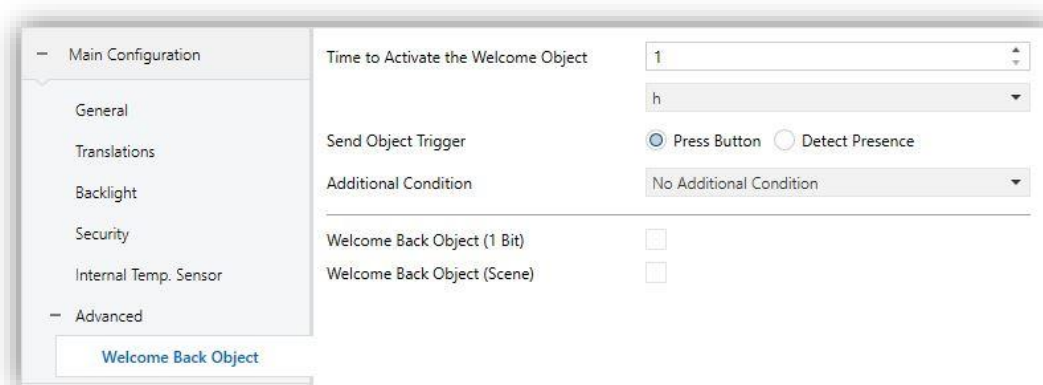 Main Configuration
General
Translations
Backlight
Security
Internal Temp. Sensor
Advanced
Welcome Back Object
Time to Activate the Welcome Object
1
h
Send Object Trigger
Press Button Detect Presence
Additional Condition
No Additional Condition
Welcome Back Object (1 Bit)
Welcome Back Object (Scene)